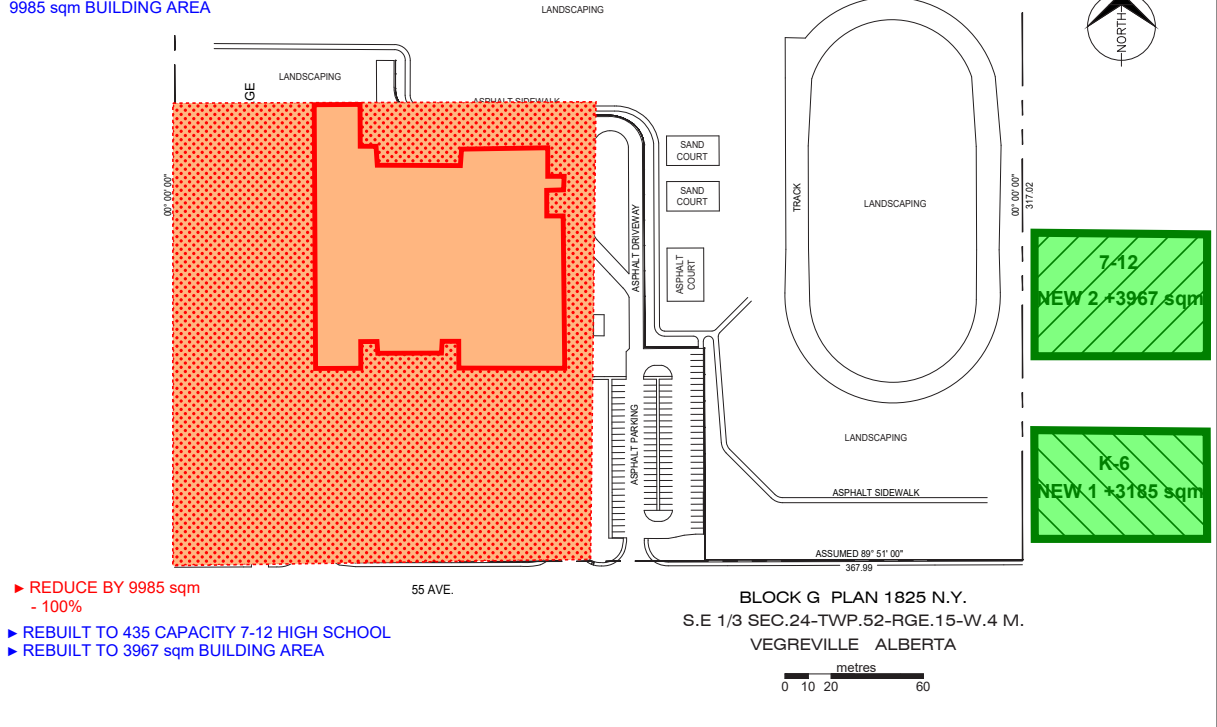 9985 sqm BUILDING AREA
LANDSCAPING
NORTH
LANDSCAPING
GE
ASPHALT SIDEWALK
SAND
COURT
SAND
COURT
00° 00' 00"
ASPHALT DRIVEWAY
ASPHALT
COURT
TRACK
LANDSCAPING
00° 00' 00"
317.02
7-12
NEW 2 +3967 sqm
ASPHALT PARKING
LANDSCAPING
K-6
NEW 1 +3185 sqm
ASPHALT SIDEWALK
ASSUMED 89° 51' 00"
367.99
55 AVE.
► REDUCE BY 9985 sqm
- 100%
► REBUILT TO 435 CAPACITY 7-12 HIGH SCHOOL
► REBUILT TO 3967 sqm BUILDING AREA
BLOCK G PLAN 1825 N.Y.
S.E 1/3 SEC.24-TWP.52-RGE.15-W.4 M.
VEGREVILLE ALBERTA
metres
0 10 20 60